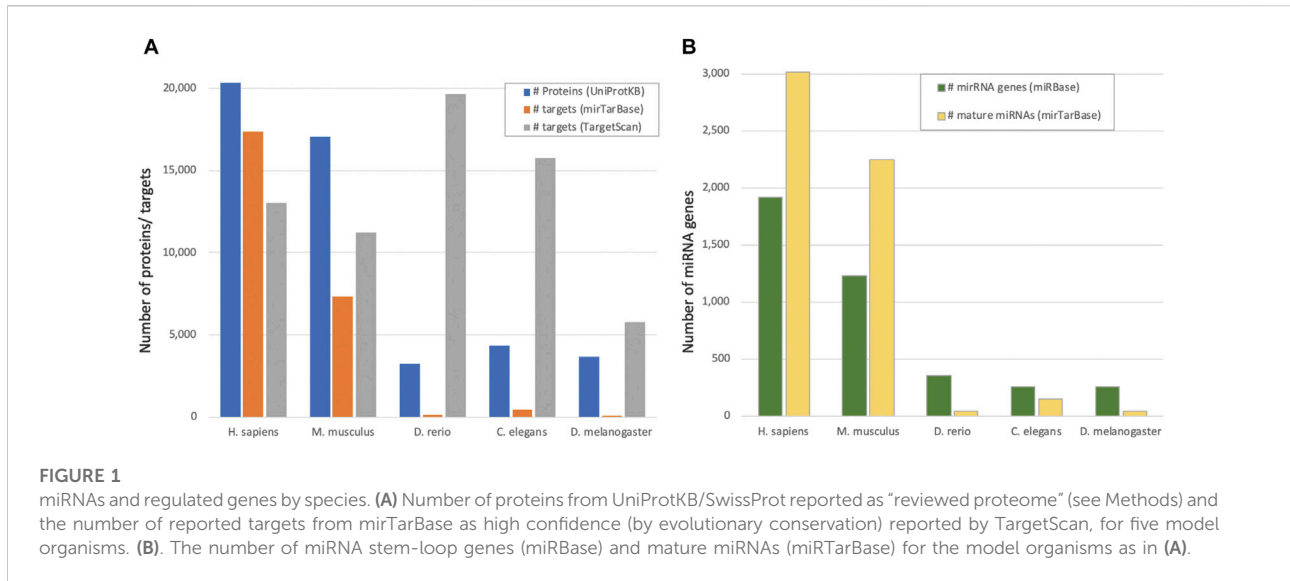 A
# Proteins (UniProtKB)
# targets (mirTarBase)
# targets (TargetScan)
Number of proteins/ targets
20,000
15,000
10,000
5,000
0
H. sapiens
M. musculus
D. rerio
C. elegans
D. melanogaster
B
# mirRNA genes (miRBase)
# mature miRNAs (mirTarBase)
Number of miRNA genes
3,000
2,500
2,000
1,500
1,000
500
0
H. sapiens
M. musculus
D. rerio
C. elegans
D. melanogaster
FIGURE 1
miRNAs and regulated genes by species. (A) Number of proteins from UniProtKB/SwissProt reported as “reviewed proteome” (see Methods) and
the number of reported targets from mirTarBase as high confidence (by evolutionary conservation) reported by TargetScan, for five model
organisms. (B). The number of miRNA stem-loop genes (miRBase) and mature miRNAs (miRTarBase) for the model organisms as in (A).